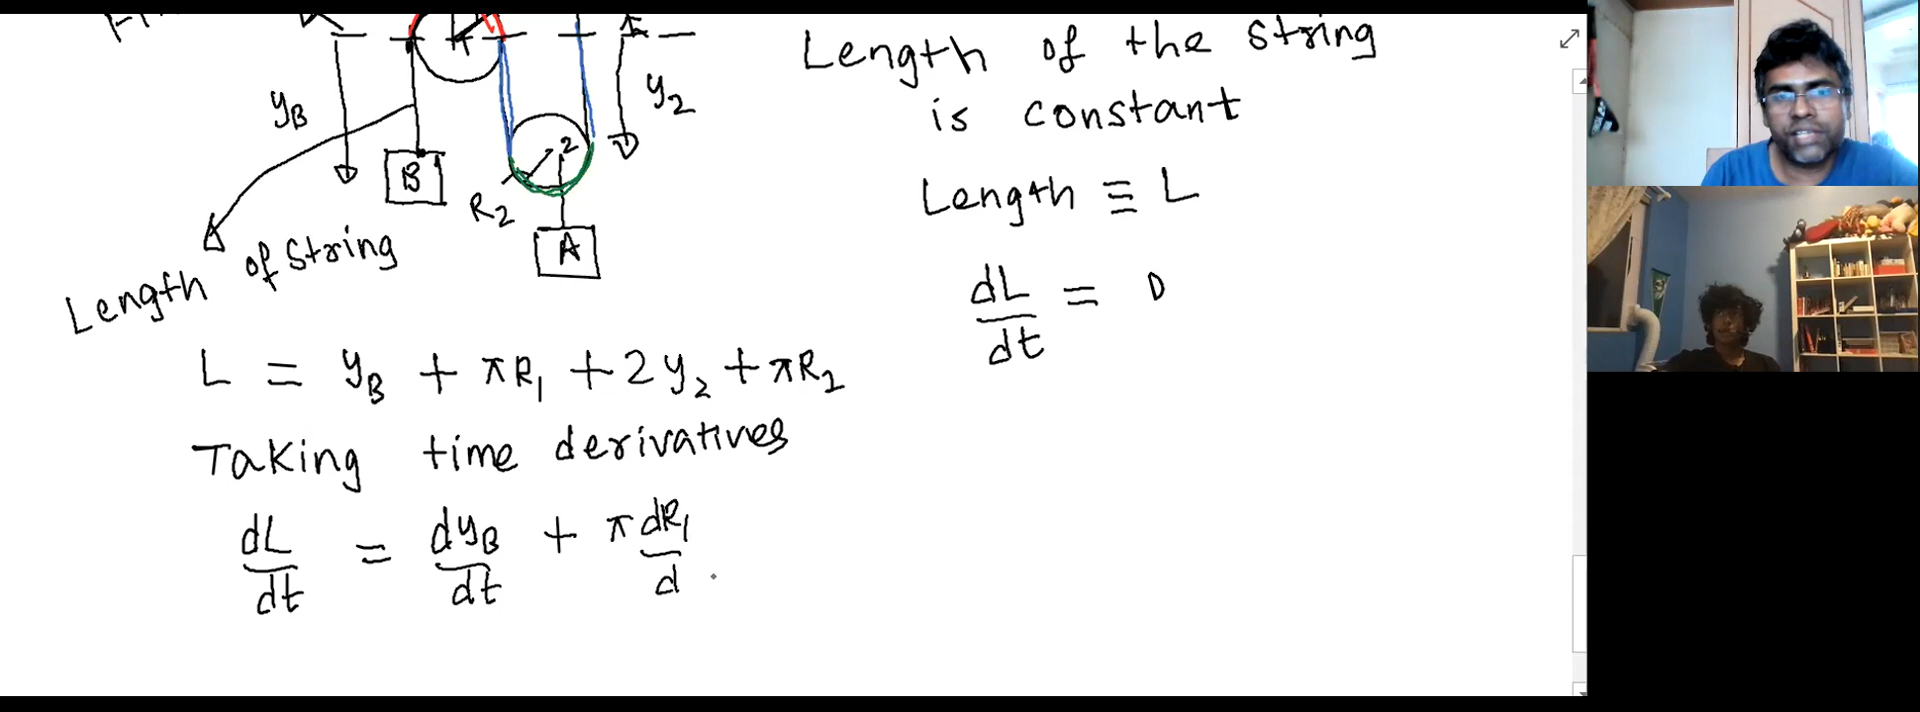 y_B
B
R_2
2
A
y_2
Length of string
L = y_B + πR_1 + 2y_2 + πR_2
Taking time derivatives
dL/dt = dy_B/dt + π dR_1/d
Length of the string
is constant
Length ≡ L
dL/dt = 0